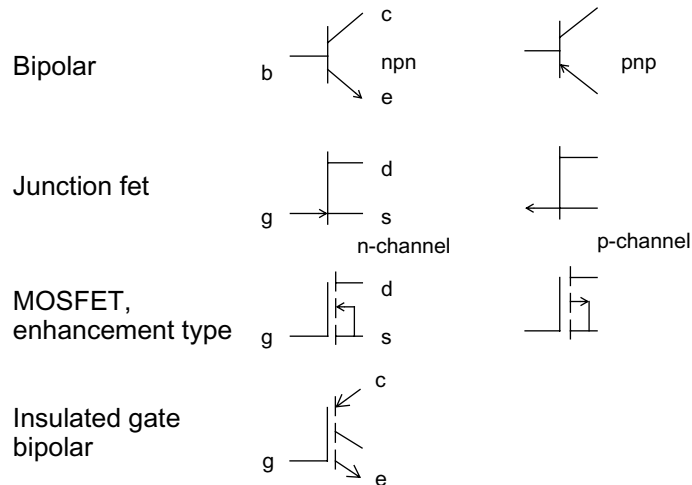 c
Bipolar
b
npn
pnp
e
d
Junction fet
g
s
n-channel
p-channel
d
MOSFET,
enhancement type
g
s
c
Insulated gate
bipolar
g
e